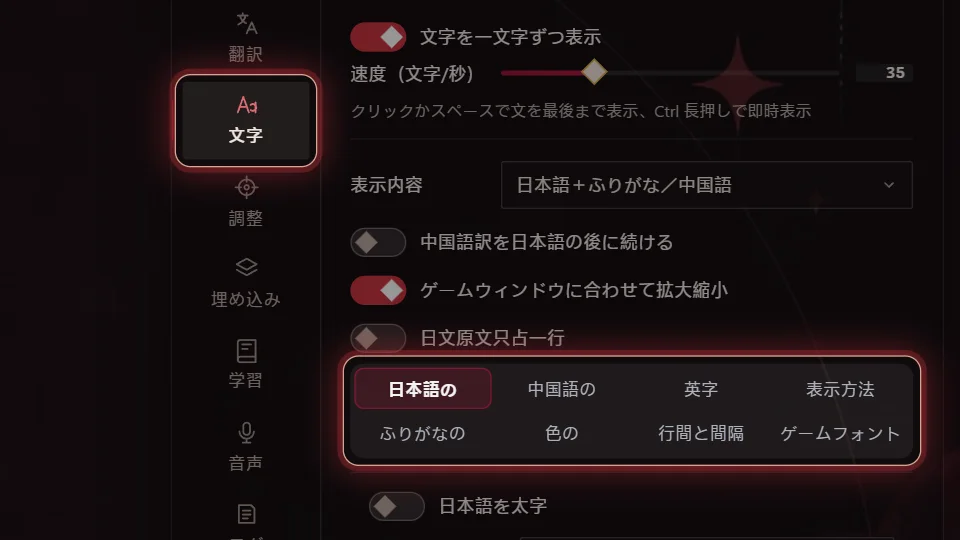 翻訳
文字
調整
埋め込み
学習
音声
文字を一文字ずつ表示
速度（文字/秒）
35
クリックかスペースで文を最後まで表示、Ctrl 長押しで即時表示
表示内容
日本語＋ふりがな／中国語
中国語訳を日本語の後に続ける
ゲームウィンドウに合わせて拡大縮小
日文原文只占一行
日本語の 中国語の 英字 表示方法
ふりがなの 色の 行間と間隔 ゲームフォント
日本語を太字